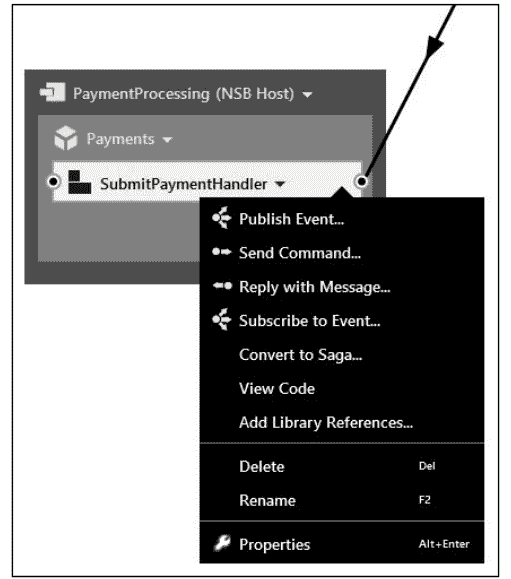 PaymentProcessing (NSB Host)
Payments
SubmitPaymentHandler
Publish Event...
Send Command...
Reply with Message...
Subscribe to Event...
Convert to Saga...
View Code
Add Library References...
Delete Del
Rename F2
Properties Alt+Enter